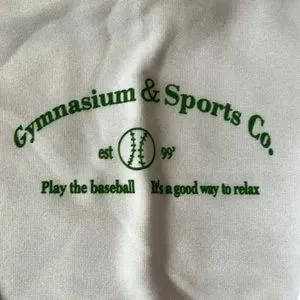 Gymnasium & Sports Co.
est 99'
Play the baseball It's a good way to relax